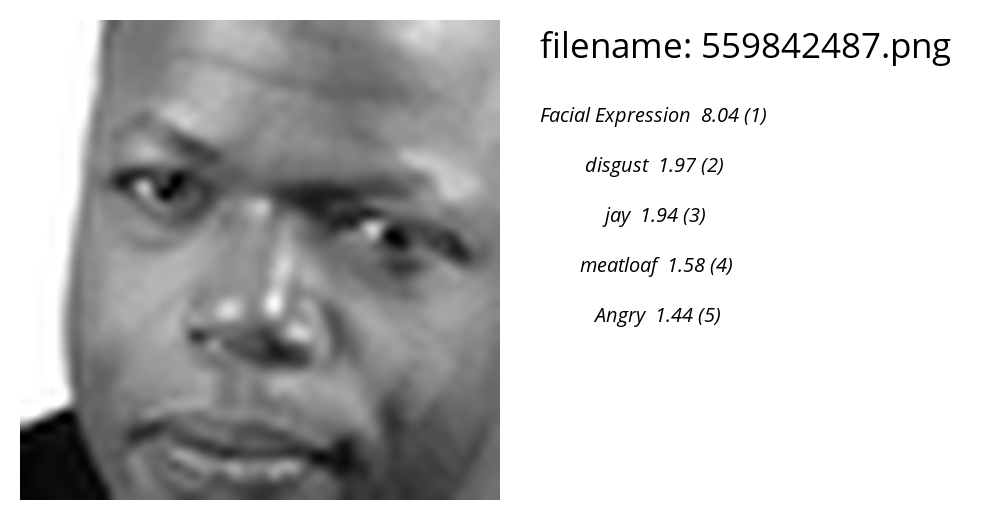 filename: 559842487.png
Facial Expression 8.04 (1)
disgust 1.97 (2)
jay 1.94 (3)
meatloaf 1.58 (4)
Angry 1.44 (5)